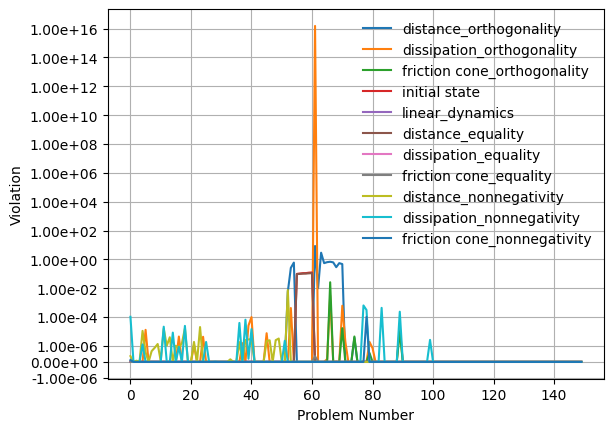 1.00e+16
1.00e+14
1.00e+12
1.00e+10
1.00e+08
1.00e+06
1.00e+04
1.00e+02
1.00e+00
1.00e-02
1.00e-04
1.00e-06
0.00e+00
-1.00e-06
Violation
distance_orthogonality
dissipation_orthogonality
friction cone_orthogonality
initial state
linear_dynamics
distance_equality
dissipation_equality
friction cone_equality
distance_nonnegativity
dissipation_nonnegativity
friction cone_nonnegativity
0 20 40 60 80 100 120 140
Problem Number